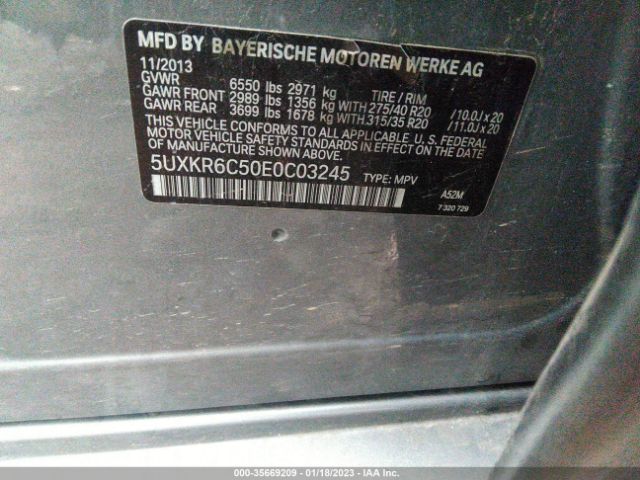 MFD BY BAYERISCHE MOTOREN WERKE AG
11/2013
GVWR 6550 lbs 2971 kg TIRE / RIM
GAWR FRONT 2989 lbs 1356 kg WITH 275/40 R20 /10.0J x 20
GAWR REAR 3699 lbs 1678 kg WITH 315/35 R20 /11.0J x 20
THIS VEHICLE CONFORMS TO ALL APPLICABLE U.S. FEDERAL
MOTOR VEHICLE SAFETY STANDARDS IN EFFECT ON THE DATE
OF MANUFACTURE SHOWN ABOVE.
5UXKR6C50E0C03245 TYPE: MPV
A52M
7 320 729
000-35669209 - 01/18/2023 - IAA Inc.